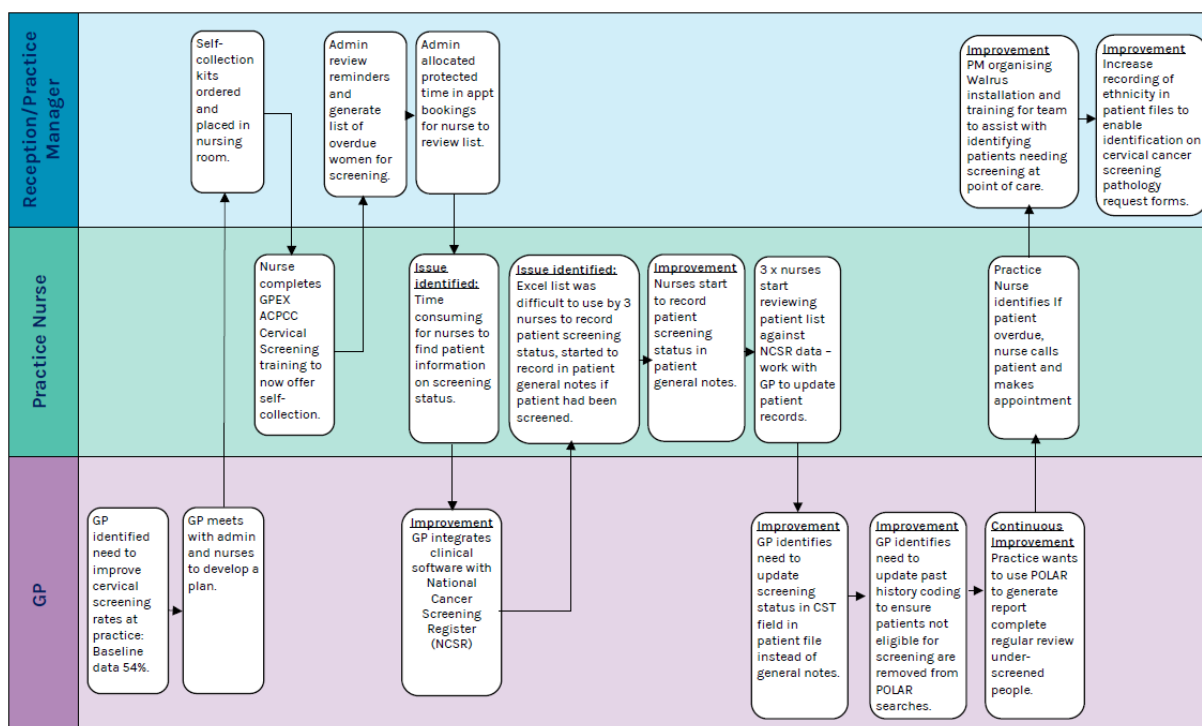 Reception/Practice
Manager
Self-
collection
kits
ordered
and
placed in
nursing
room.
Admin
review
reminders
and
generate
list of
overdue
women for
screening.
Admin
allocated
protected
time in appt
bookings
for nurse to
review list.
Improvement
PM organising
Walrus
installation and
training for team
to assist with
identifying
patients needing
screening at
point of care.
Improvement
Increase
recording of
ethnicity in
patient files to
enable
identification on
cervical cancer
screening
pathology
request forms.
Practice Nurse
Nurse
completes
GPEX
ACPCC
Cervical
Screening
training to
now offer
self-
collection.
Issue
identified:
Time
consuming
for nurses to
find patient
information
on screening
status.
Issue identified:
Excel list was
difficult to use by 3
nurses to record
patient screening
status, started to
record in patient
general notes if
patient had been
screened.
Improvement
Nurses start
to record
patient
screening
status in
patient
general notes.
3 x nurses
start
reviewing
patient list
against
NCSR data –
work with
GP to update
patient
records.
Practice
Nurse
identifies If
patient
overdue,
nurse calls
patient and
makes
appointment
GP
GP
identified
need to
improve
cervical
screening
rates at
practice:
Baseline
data 54%.
GP meets
with admin
and nurses
to develop a
plan.
Improvement
GP integrates
clinical
software with
National
Cancer
Screening
Register
(NCSR)
Improvement
GP identifies
need to
update
screening
status in CST
field in
patient file
instead of
general notes.
Improvement
GP identifies
need to
update past
history coding
to ensure
patients not
eligible for
screening are
removed from
POLAR
searches.
Continuous
Improvement
Practice wants
to use POLAR
to generate
report
complete
regular review
under-
screened
people.